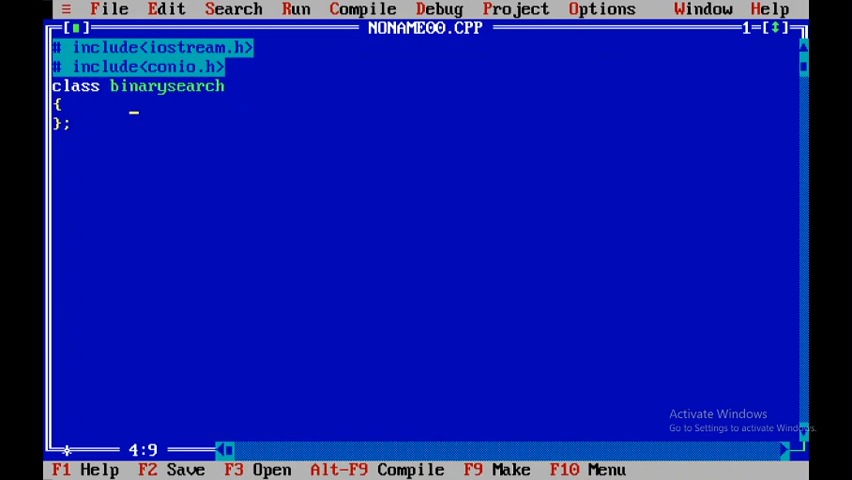 ≡ File Edit Search Run Compile Debug Project Options Window Help
[■] NONAME00.CPP 1=[↕]
# include<iostream.h>
# include<conio.h>
class binarysearch
{ _
};
Activate Windows
Go to Settings to activate Windows.
* 4:9
F1 Help F2 Save F3 Open Alt-F9 Compile F9 Make F10 Menu